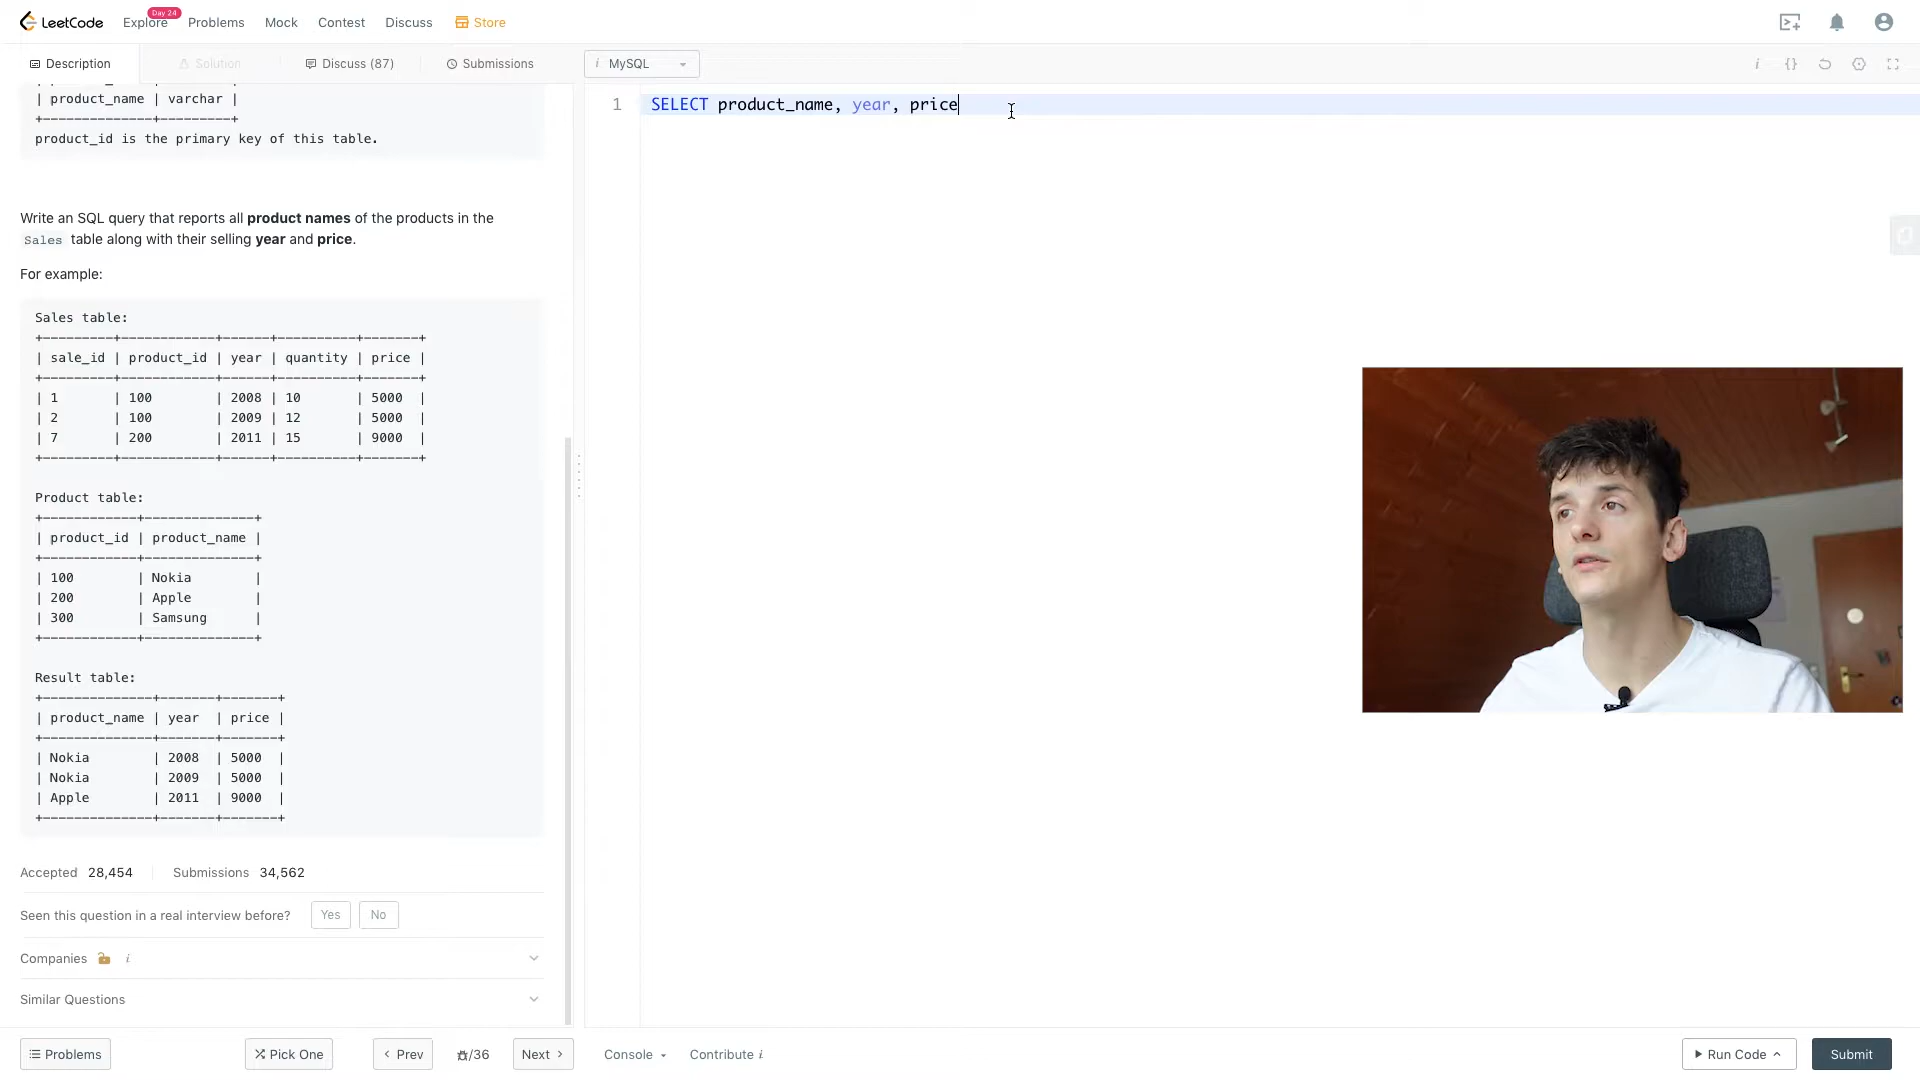 LeetCode
Explore
Day 24
Problems
Mock
Contest
Discuss
Store
Description
Solution
Discuss (87)
Submissions
i MySQL
| product_name | varchar |
+--------------+---------+
product_id is the primary key of this table.
Write an SQL query that reports all product names of the products in the
Sales table along with their selling year and price.
For example:
Sales table:
+---------+------------+------+----------+-------+
| sale_id | product_id | year | quantity | price |
+---------+------------+------+----------+-------+
| 1 | 100 | 2008 | 10 | 5000 |
| 2 | 100 | 2009 | 12 | 5000 |
| 7 | 200 | 2011 | 15 | 9000 |
+---------+------------+------+----------+-------+
Product table:
+------------+--------------+
| product_id | product_name |
+------------+--------------+
| 100 | Nokia |
| 200 | Apple |
| 300 | Samsung |
+------------+--------------+
Result table:
+--------------+-------+-------+
| product_name | year | price |
+--------------+-------+-------+
| Nokia | 2008 | 5000 |
| Nokia | 2009 | 5000 |
| Apple | 2011 | 9000 |
+--------------+-------+-------+
Accepted 28,454 Submissions 34,562
Seen this question in a real interview before? Yes No
Companies i
Similar Questions
Problems
Pick One
< Prev
/36
Next >
1 SELECT product_name, year, price
i {}
Console
Contribute i
Run Code
Submit